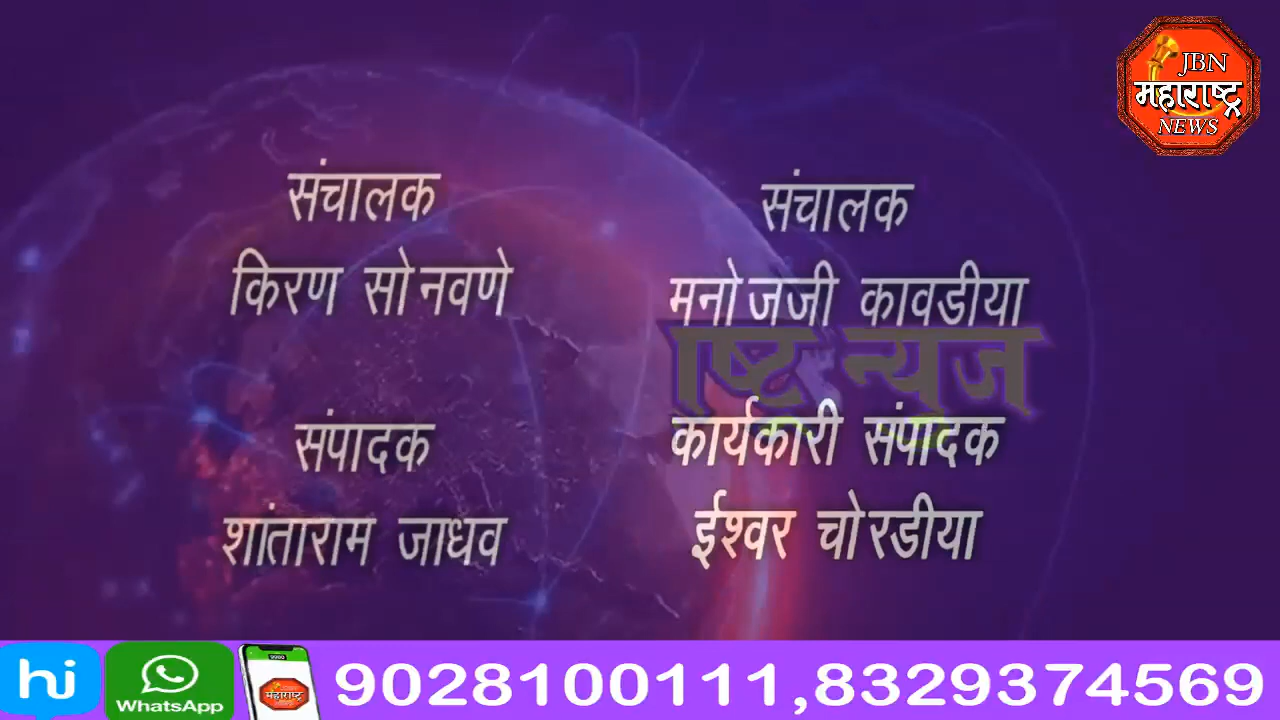 JBN
महाराष्ट्र
NEWS
संचालक
किरण सोनवणे
संचालक
मनोजजी कावडीया
ाष्ट्र न्यूज
संपादक
शांताराम जाधव
कार्यकारी संपादक
ईश्वर चोरडीया
hi
WhatsApp
महाराष्ट्र
9028100111,8329374569